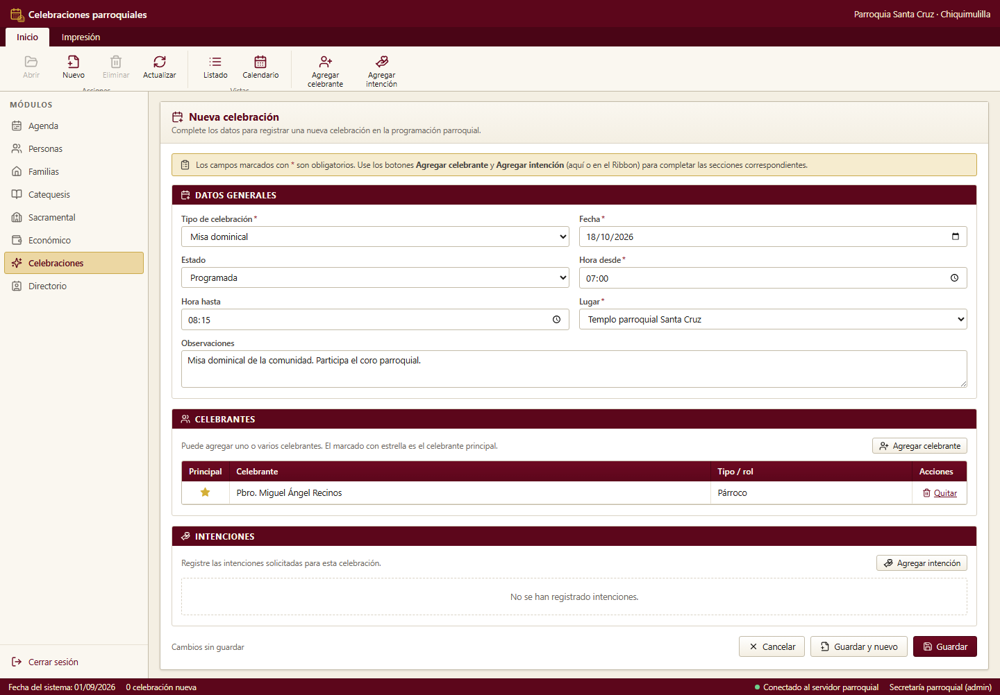 Celebraciones parroquiales
Parroquia Santa Cruz · Chiquimulilla
Inicio
Impresión
Abrir
Nuevo
Eliminar
Actualizar
Acciones
Listado
Calendario
Vistas
Agregar
celebrante
Agregar
intención
MÓDULOS
Agenda
Personas
Familias
Catequesis
Sacramental
Económico
Celebraciones
Directorio
Cerrar sesión
Nueva celebración
Complete los datos para registrar una nueva celebración en la programación parroquial.
Los campos marcados con * son obligatorios. Use los botones Agregar celebrante y Agregar intención (aquí o en el Ribbon) para completar las secciones correspondientes.
DATOS GENERALES
Tipo de celebración *
Misa dominical
Fecha *
18/10/2026
Estado
Programada
Hora desde *
07:00
Hora hasta
08:15
Lugar *
Templo parroquial Santa Cruz
Observaciones
Misa dominical de la comunidad. Participa el coro parroquial.
CELEBRANTES
Puede agregar uno o varios celebrantes. El marcado con estrella es el celebrante principal.
Agregar celebrante
Principal Celebrante Tipo / rol Acciones
Pbro. Miguel Ángel Recinos Párroco Quitar
INTENCIONES
Registre las intenciones solicitadas para esta celebración.
Agregar intención
No se han registrado intenciones.
Cambios sin guardar
Cancelar
Guardar y nuevo
Guardar
Fecha del sistema: 01/09/2026 0 celebración nueva
Conectado al servidor parroquial Secretaría parroquial (admin)